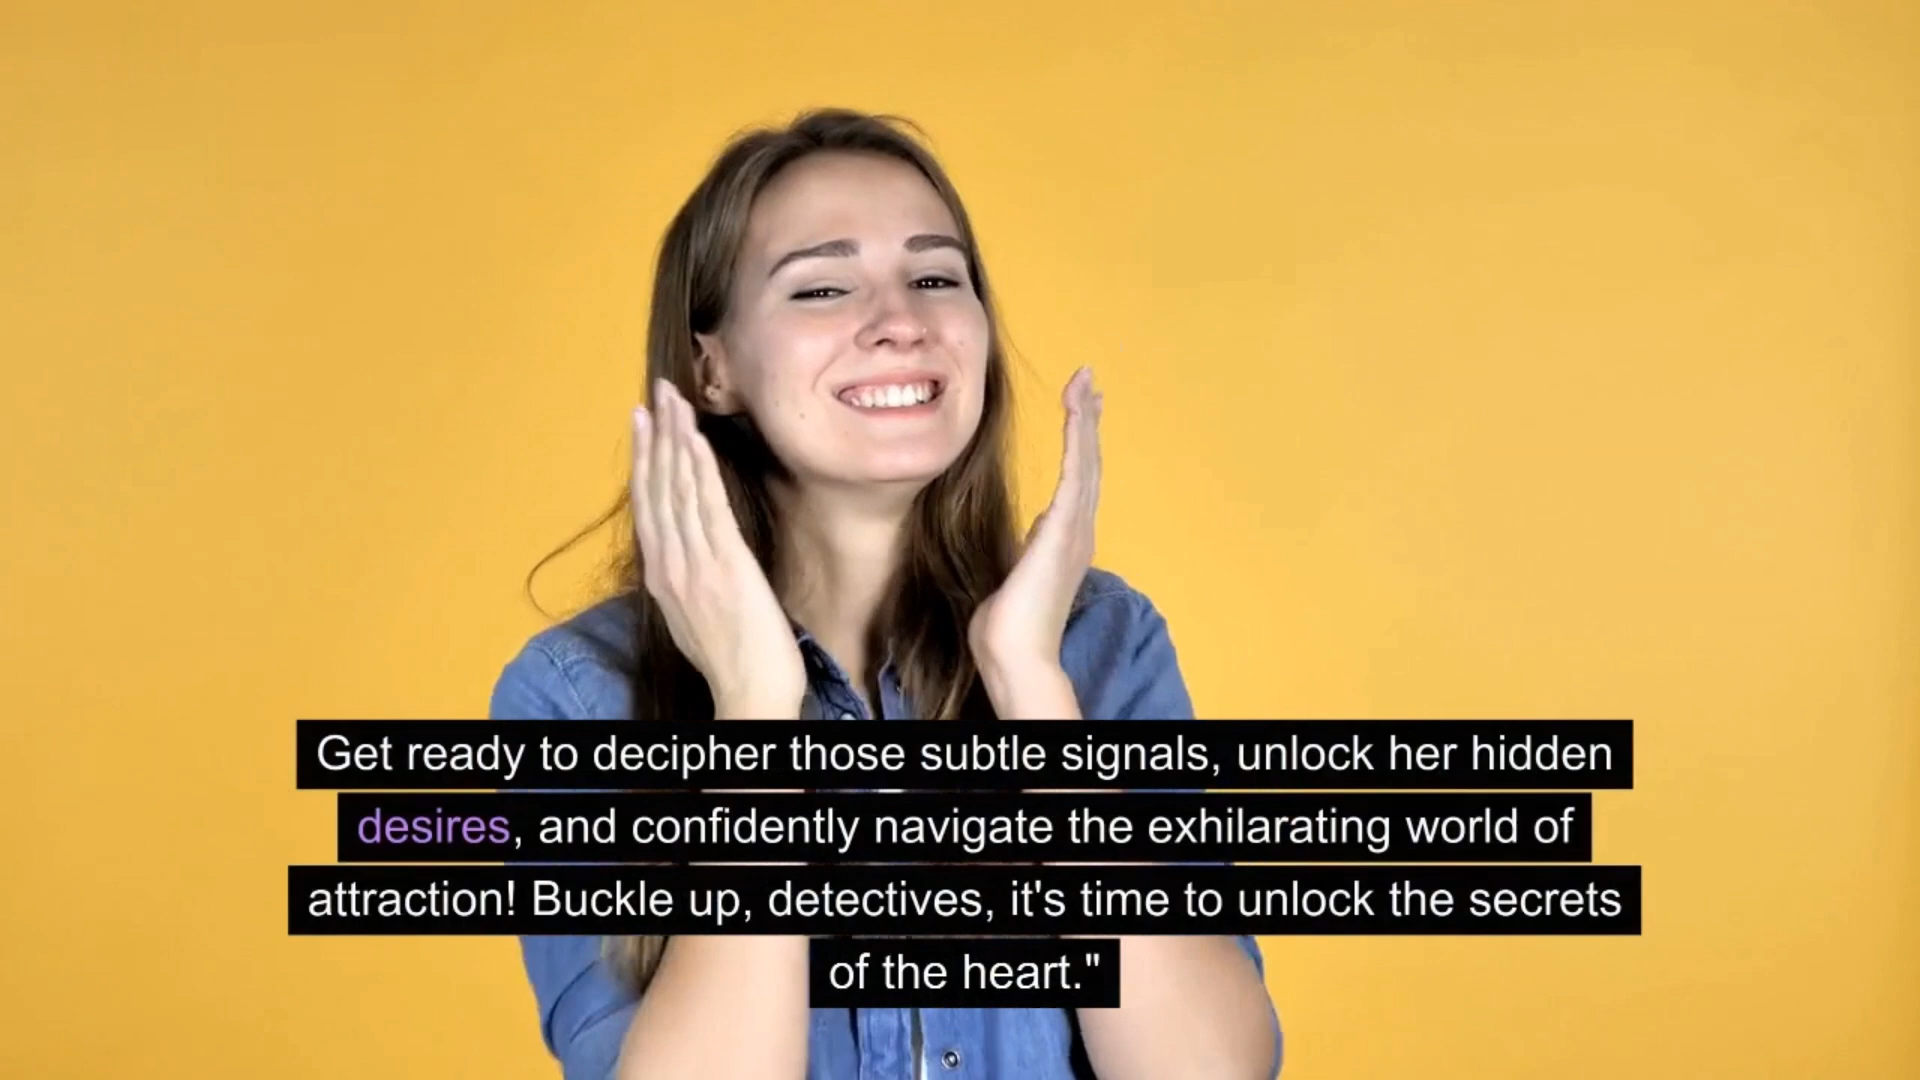 Get ready to decipher those subtle signals, unlock her hidden
desires, and confidently navigate the exhilarating world of
attraction! Buckle up, detectives, it's time to unlock the secrets
of the heart."